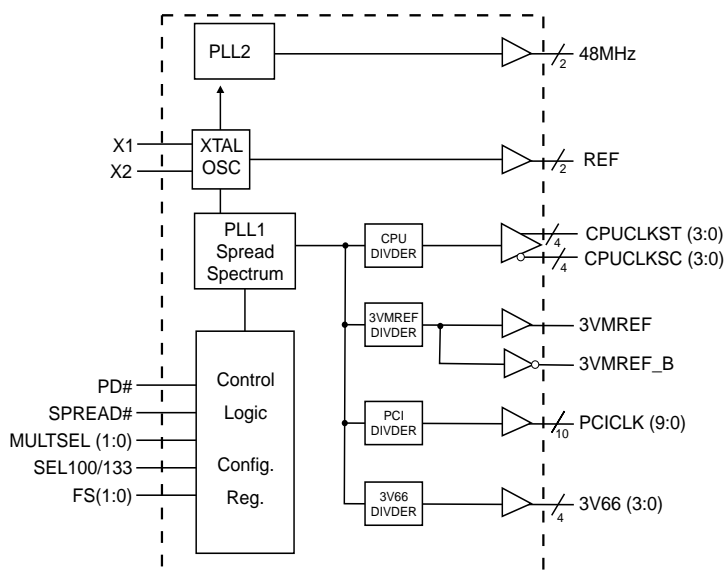 PLL2
48MHz
2
X1
X2
XTAL
OSC
REF
2
PLL1
Spread
Spectrum
CPU
DIVDER
CPUCLKST (3:0)
4
CPUCLKSC (3:0)
4
3VMREF
DIVDER
3VMREF
3VMREF_B
PD#
SPREAD#
MULTSEL (1:0)
SEL100/133
FS(1:0)
Control
Logic
Config.
Reg.
PCI
DIVDER
PCICLK (9:0)
10
3V66
DIVDER
3V66 (3:0)
4